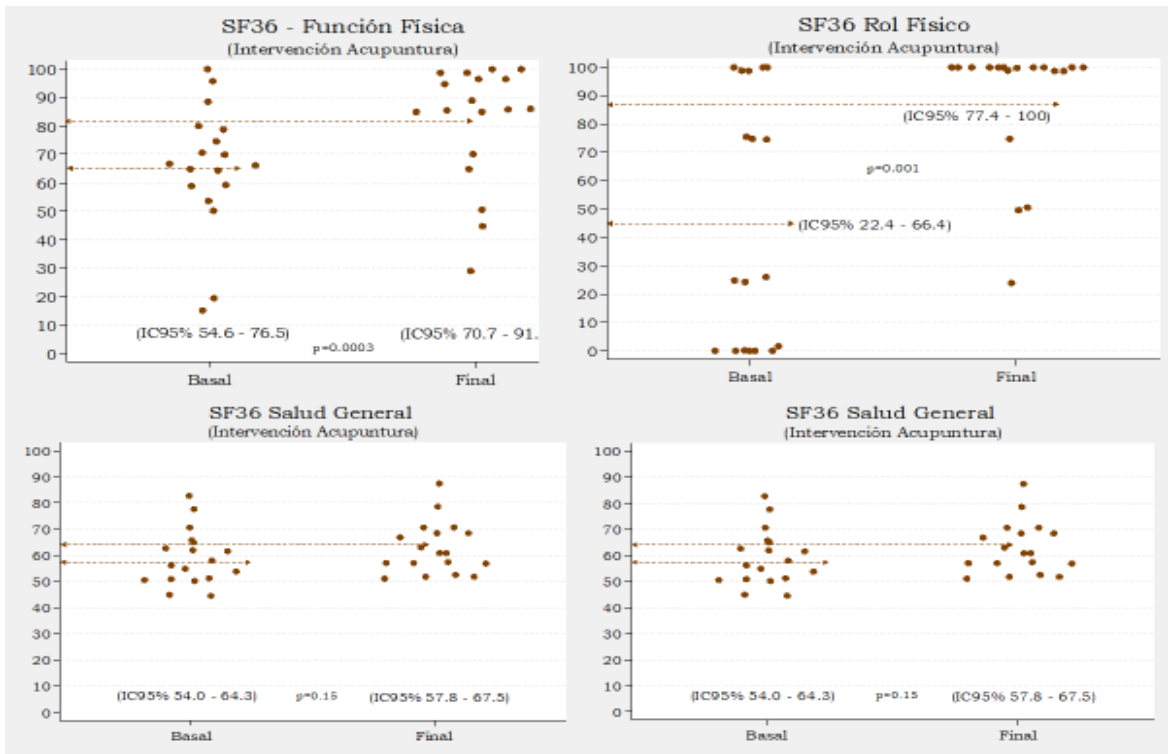 SF36 - Función Física
(Intervención Acupuntura)
100
90
80
70
60
50
40
30
20
10
0
(IC95% 54.6 - 76.5)
p=0.0003
(IC95% 70.7 - 91.
Basal
Final
SF36 Rol Físico
(Intervención Acupuntura)
100
90
80
70
60
50
40
30
20
10
0
(IC95% 77.4 - 100)
p=0.001
(IC95% 22.4 - 66.4)
Basal
Final
SF36 Salud General
(Intervención Acupuntura)
100
90
80
70
60
50
40
30
20
10
0
(IC95% 54.0 - 64.3)
p=0.15
(IC95% 57.8 - 67.5)
Basal
Final
SF36 Salud General
(Intervención Acupuntura)
100
90
80
70
60
50
40
30
20
10
0
(IC95% 54.0 - 64.3)
p=0.15
(IC95% 57.8 - 67.5)
Basal
Final